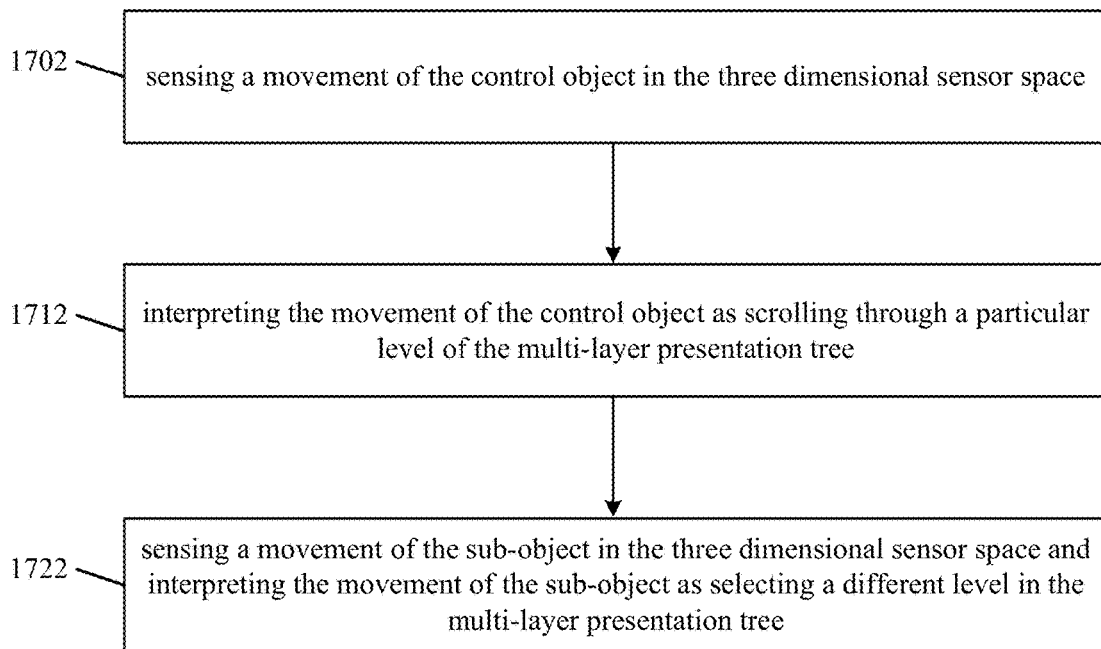 1702
sensing a movement of the control object in the three dimensional sensor space
1712
interpreting the movement of the control object as scrolling through a particular
level of the multi-layer presentation tree
1722
sensing a movement of the sub-object in the three dimensional sensor space and
interpreting the movement of the sub-object as selecting a different level in the
multi-layer presentation tree